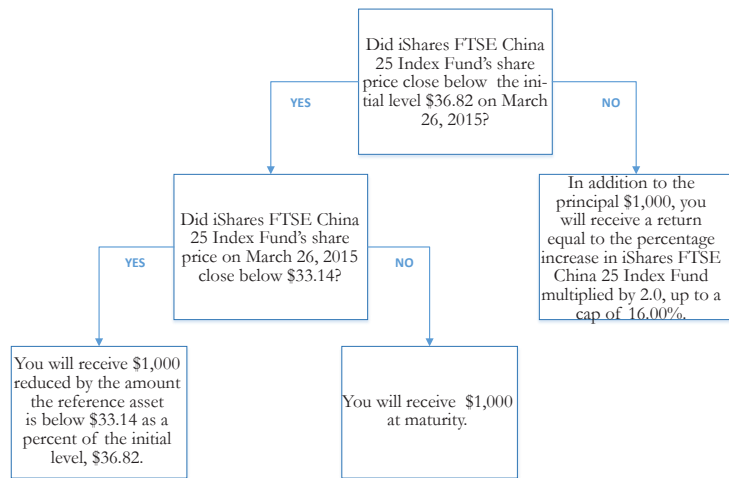 Did iShares FTSE China
25 Index Fund's share
price close below the ini-
tial level $36.82 on March
26, 2015?
YES
NO
Did iShares FTSE China
25 Index Fund's share
price on March 26, 2015
close below $33.14?
In addition to the
principal $1,000, you
will receive a return
equal to the percentage
increase in iShares FTSE
China 25 Index Fund
multiplied by 2.0, up to a
cap of 16.00%.
YES
NO
You will receive $1,000
reduced by the amount
the reference asset
is below $33.14 as a
percent of the initial
level, $36.82.
You will receive $1,000
at maturity.